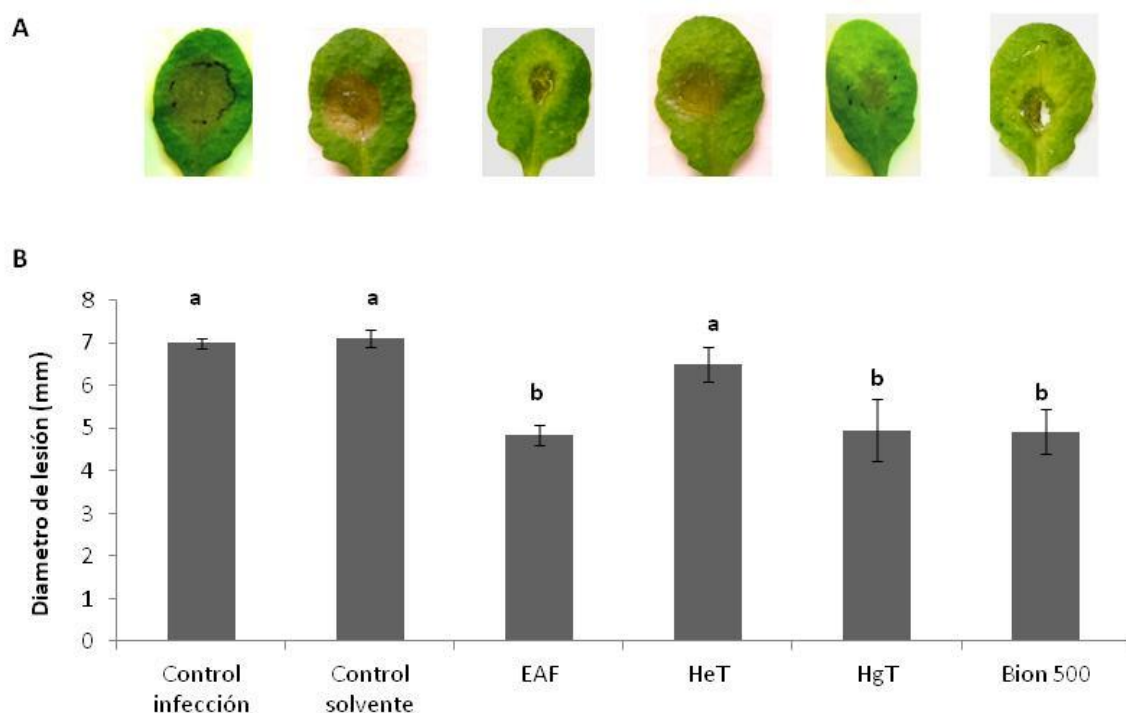 A
B
a
a
b
a
b
b
8
7
6
5
4
3
2
1
0
Diametro de lesión (mm)
Control
infección
Control
solvente
EAF
HeT
HgT
Bion 500